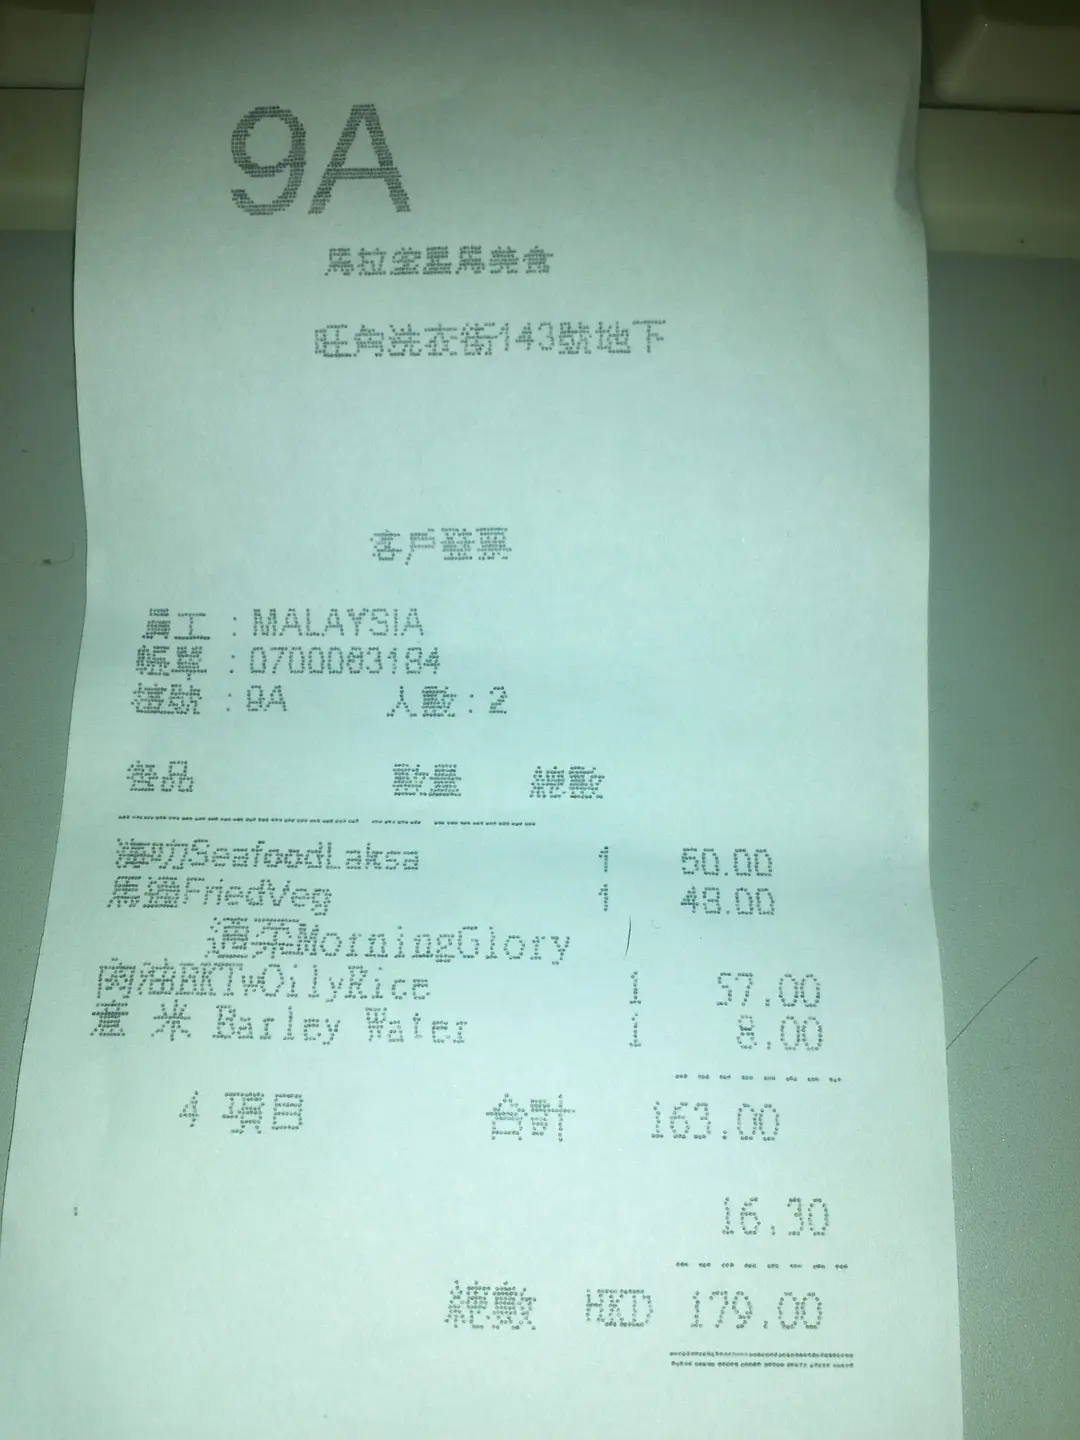 9A
馬拉堂星馬美食
旺角洗衣街143號地下
客戶發票
員工 :MALAYSIA
帳單 :0700083184
檯號 :9A 人數:2
食品 數量 總數
海叻SeafoodLaksa 1 50.00
馬盞FriedVeg 1 48.00
通菜MorningGlory
肉油BKTwOilyRice 1 57.00
薏 米 Barley Water 1 8.00
4 項目 合計 163.00
16.30
總數 HKD 179.00